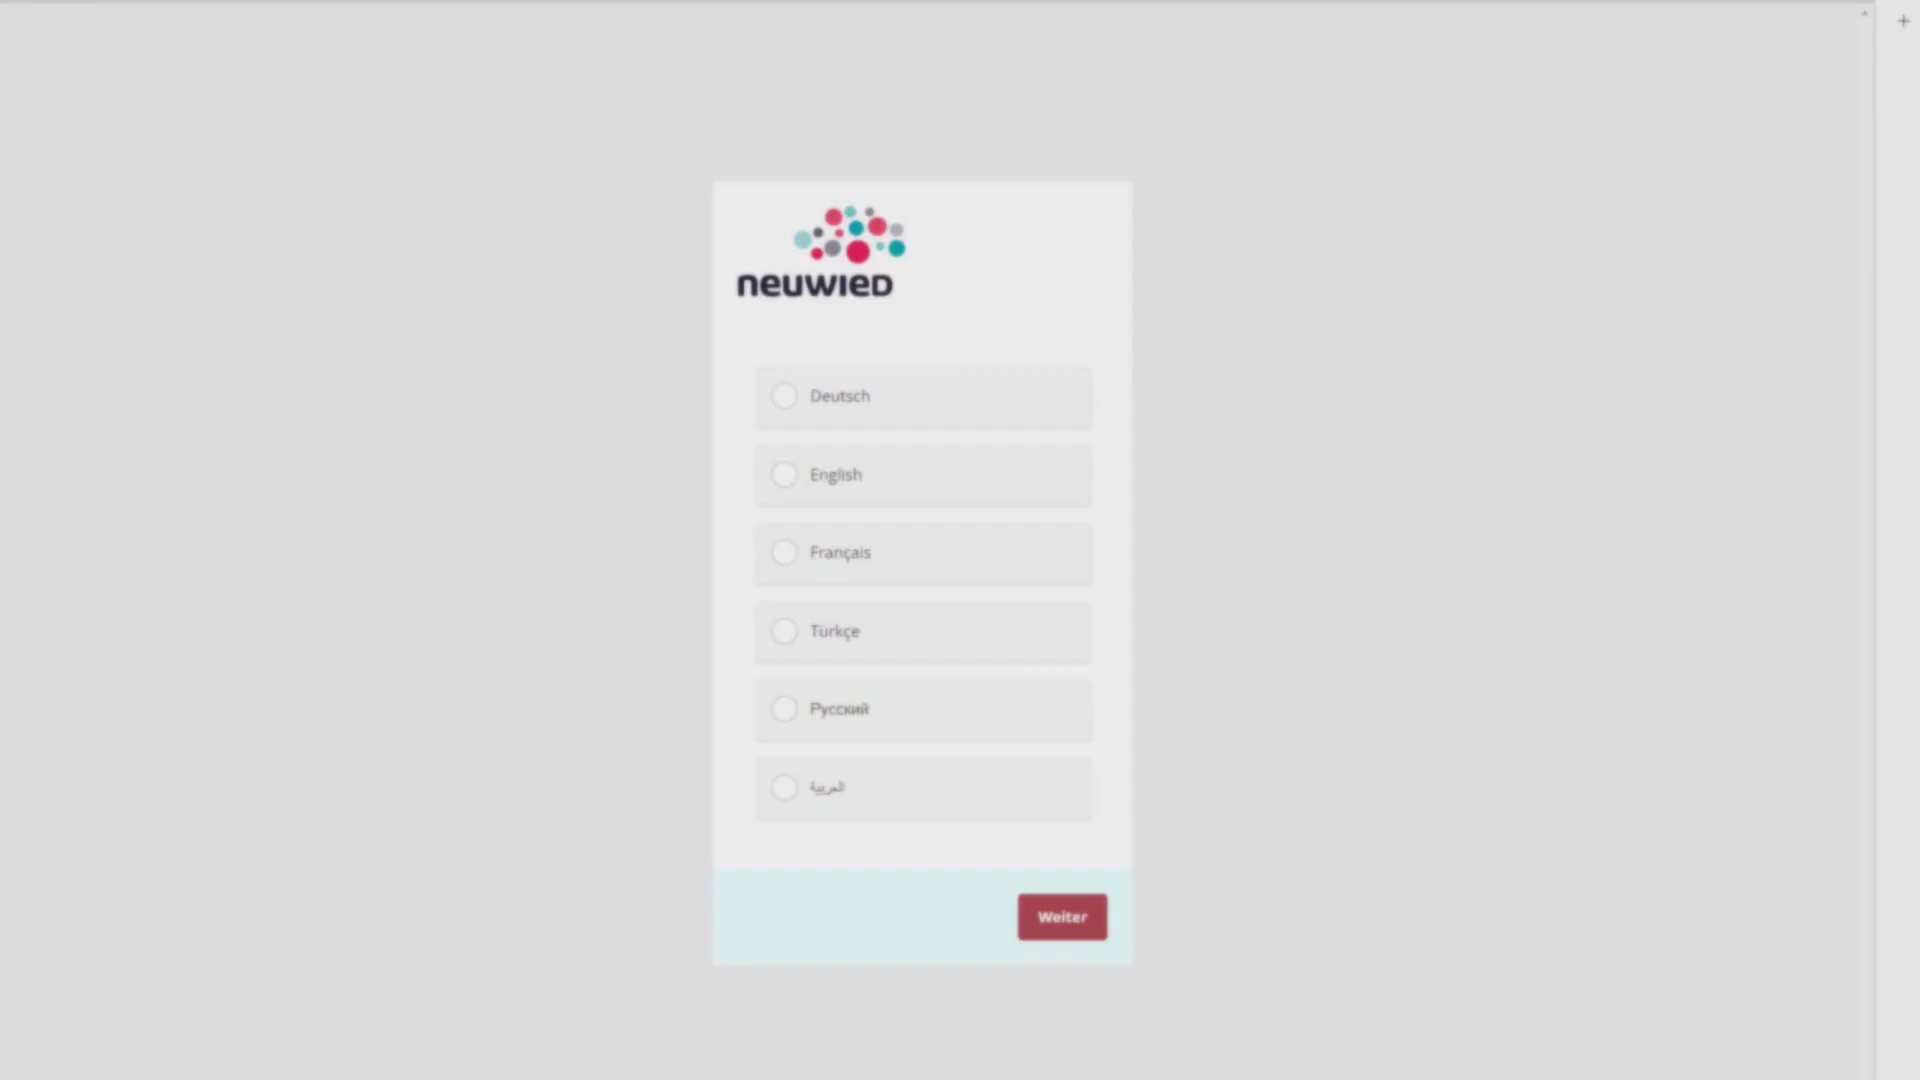 neuwied
Deutsch
English
Français
Türkçe
Русский
العربية
Weiter